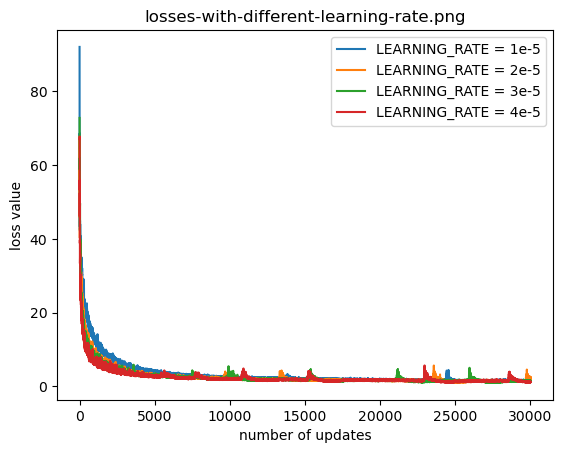 losses-with-different-learning-rate.png
LEARNING_RATE = 1e-5
LEARNING_RATE = 2e-5
LEARNING_RATE = 3e-5
LEARNING_RATE = 4e-5
80
60
40
20
0
loss value
0 5000 10000 15000 20000 25000 30000
number of updates